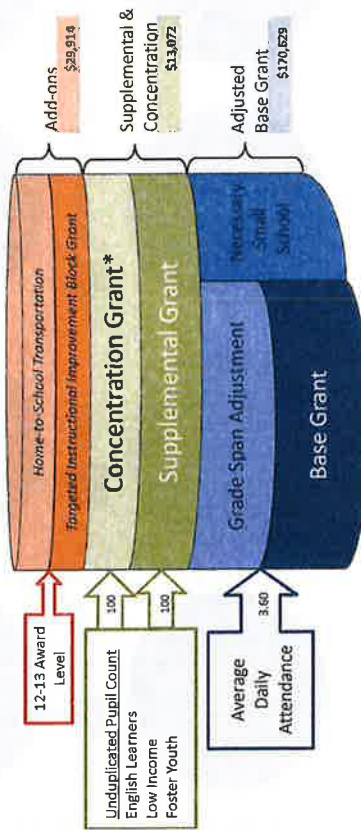 12-13 Award
Level
Unduplicated Pupil Count
English Learners
Low Income
Foster Youth
Average
Daily
Attendance
100
100
3.60
Home-to-School Transportation
Targeted Instructional Improvement Block Grant
Concentration Grant*
Supplemental Grant
Grade Span Adjustment
Necessary
Small
School
Base Grant
Add-ons
$29,914
Supplemental &
Concentration
$13,072
Adjusted
Base Grant
$170,629